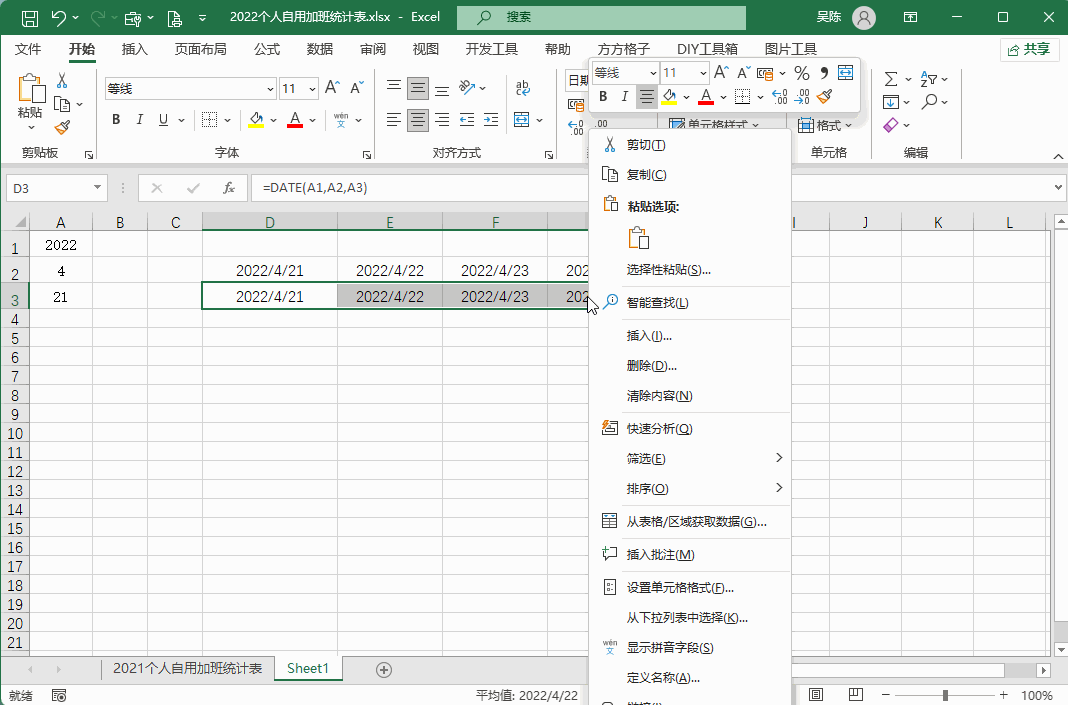 2022个人自用加班统计表.xlsx - Excel
搜索
吴陈
文件 开始 插入 页面布局 公式 数据 审阅 视图 开发工具 帮助 方方格子 DIY工具箱 图片工具 共享
粘贴
等线 11
B I U wén 文 A
ab
日期
剪贴板 字体 对齐方式 单元格 编辑
等线 11 A A %
B I A
单元格样式 格式
D3 fx =DATE(A1,A2,A3)
A B C D E F I J K L
1 2022
2 4 2022/4/21 2022/4/22 2022/4/23 202
3 21 2022/4/21 2022/4/22 2022/4/23 202
4
5
6
7
8
9
10
11
12
13
14
15
16
17
18
19
20
21
剪切(T)
复制(C)
粘贴选项:
选择性粘贴(S)...
智能查找(L)
插入(I)...
删除(D)...
清除内容(N)
快速分析(Q)
筛选(E)
排序(O)
从表格/区域获取数据(G)...
插入批注(M)
设置单元格格式(F)...
从下拉列表中选择(K)...
wén 文 显示拼音字段(S)
定义名称(A)...
2021个人自用加班统计表 Sheet1
就绪 平均值: 2022/4/22 100%